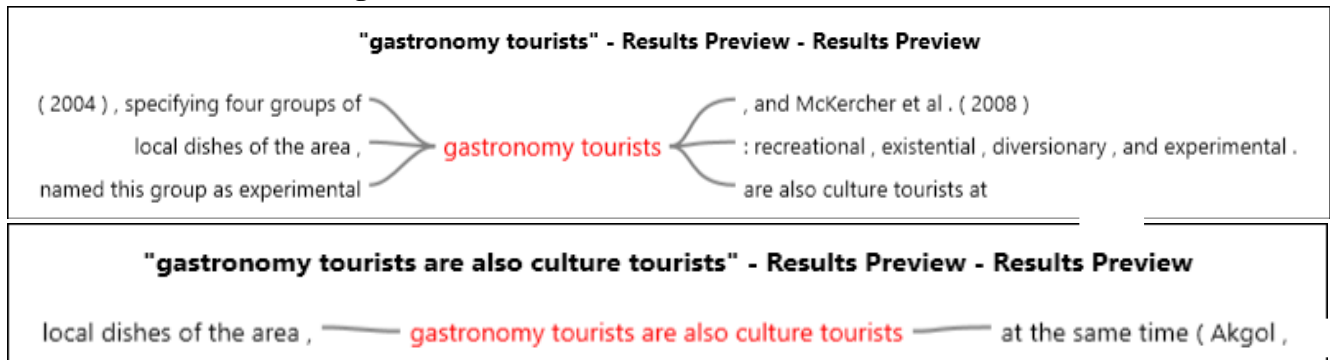 "gastronomy tourists" - Results Preview - Results Preview
( 2004 ) , specifying four groups of
local dishes of the area ,
named this group as experimental
gastronomy tourists
, and McKercher et al . ( 2008 )
: recreational , existential , diversionary , and experimental .
are also culture tourists at
"gastronomy tourists are also culture tourists" - Results Preview - Results Preview
local dishes of the area , gastronomy tourists are also culture tourists at the same time ( Akgol ,